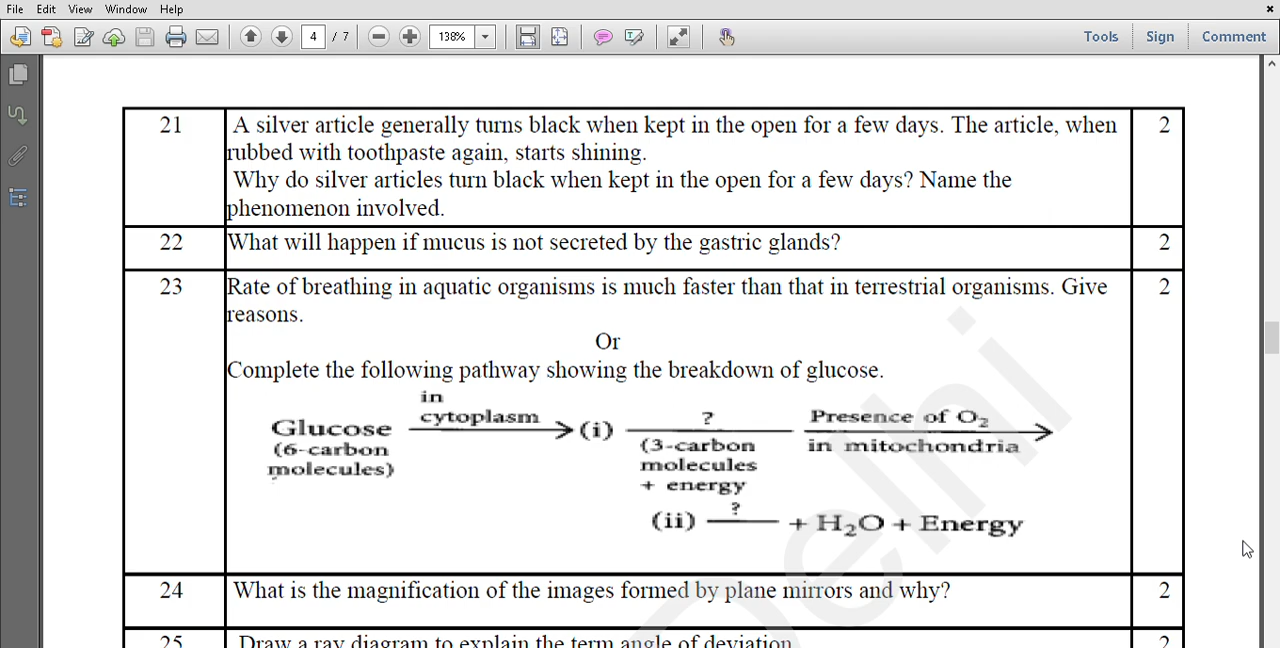 File Edit View Window Help
4 / 7 138% Tools Sign Comment
21 A silver article generally turns black when kept in the open for a few days. The article, when 2
rubbed with toothpaste again, starts shining.
Why do silver articles turn black when kept in the open for a few days? Name the
phenomenon involved.
22 What will happen if mucus is not secreted by the gastric glands? 2
23 Rate of breathing in aquatic organisms is much faster than that in terrestrial organisms. Give 2
reasons.
Or
Complete the following pathway showing the breakdown of glucose.
in
cytoplasm ? Presence of O₂
Glucose (i)
(6-carbon (3-carbon in mitochondria
molecules) molecules
+ energy
(ii) ? + H₂O + Energy
24 What is the magnification of the images formed by plane mirrors and why? 2
25 Draw a ray diagram to explain the term angle of deviation. 2
Delhi